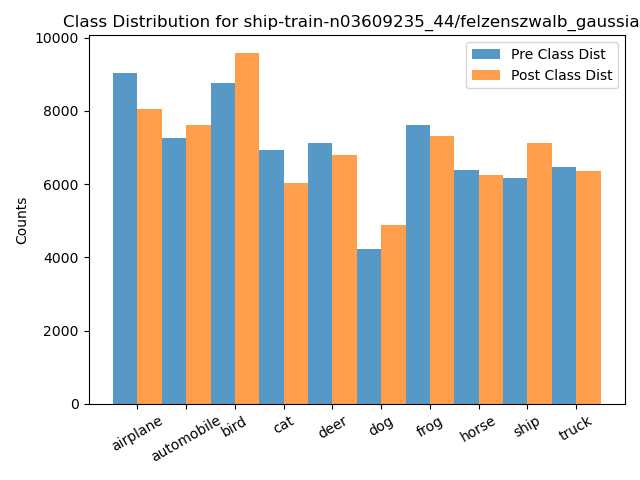 Class Distribution for ship-train-n03609235_44/felzenszwalb_gaussia
Pre Class Dist
Post Class Dist
Counts
10000
8000
6000
4000
2000
0
airplane
automobile
bird
cat
deer
dog
frog
horse
ship
truck